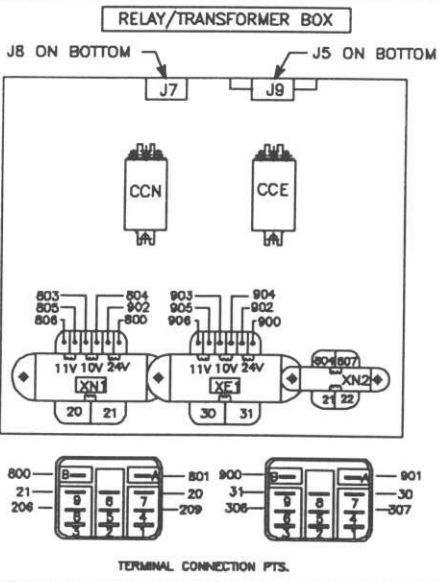 RELAY/TRANSFORMER BOX
J8 ON BOTTOM
J5 ON BOTTOM
J7
J9
CCN
CCE
803 804
805 902
806 800
903 904
905 902
906 900
11V 10V 24V
11V 10V 24V
804 807
XN1
XE1
XN2
20 21
30 31
21 22
800 B A 801
21 9 8 7 20
206 6 5 4 209
3 2 1
900 B A 901
31 9 8 7 30
306 6 5 4 307
3 2 1
TERMINAL CONNECTION PTS.